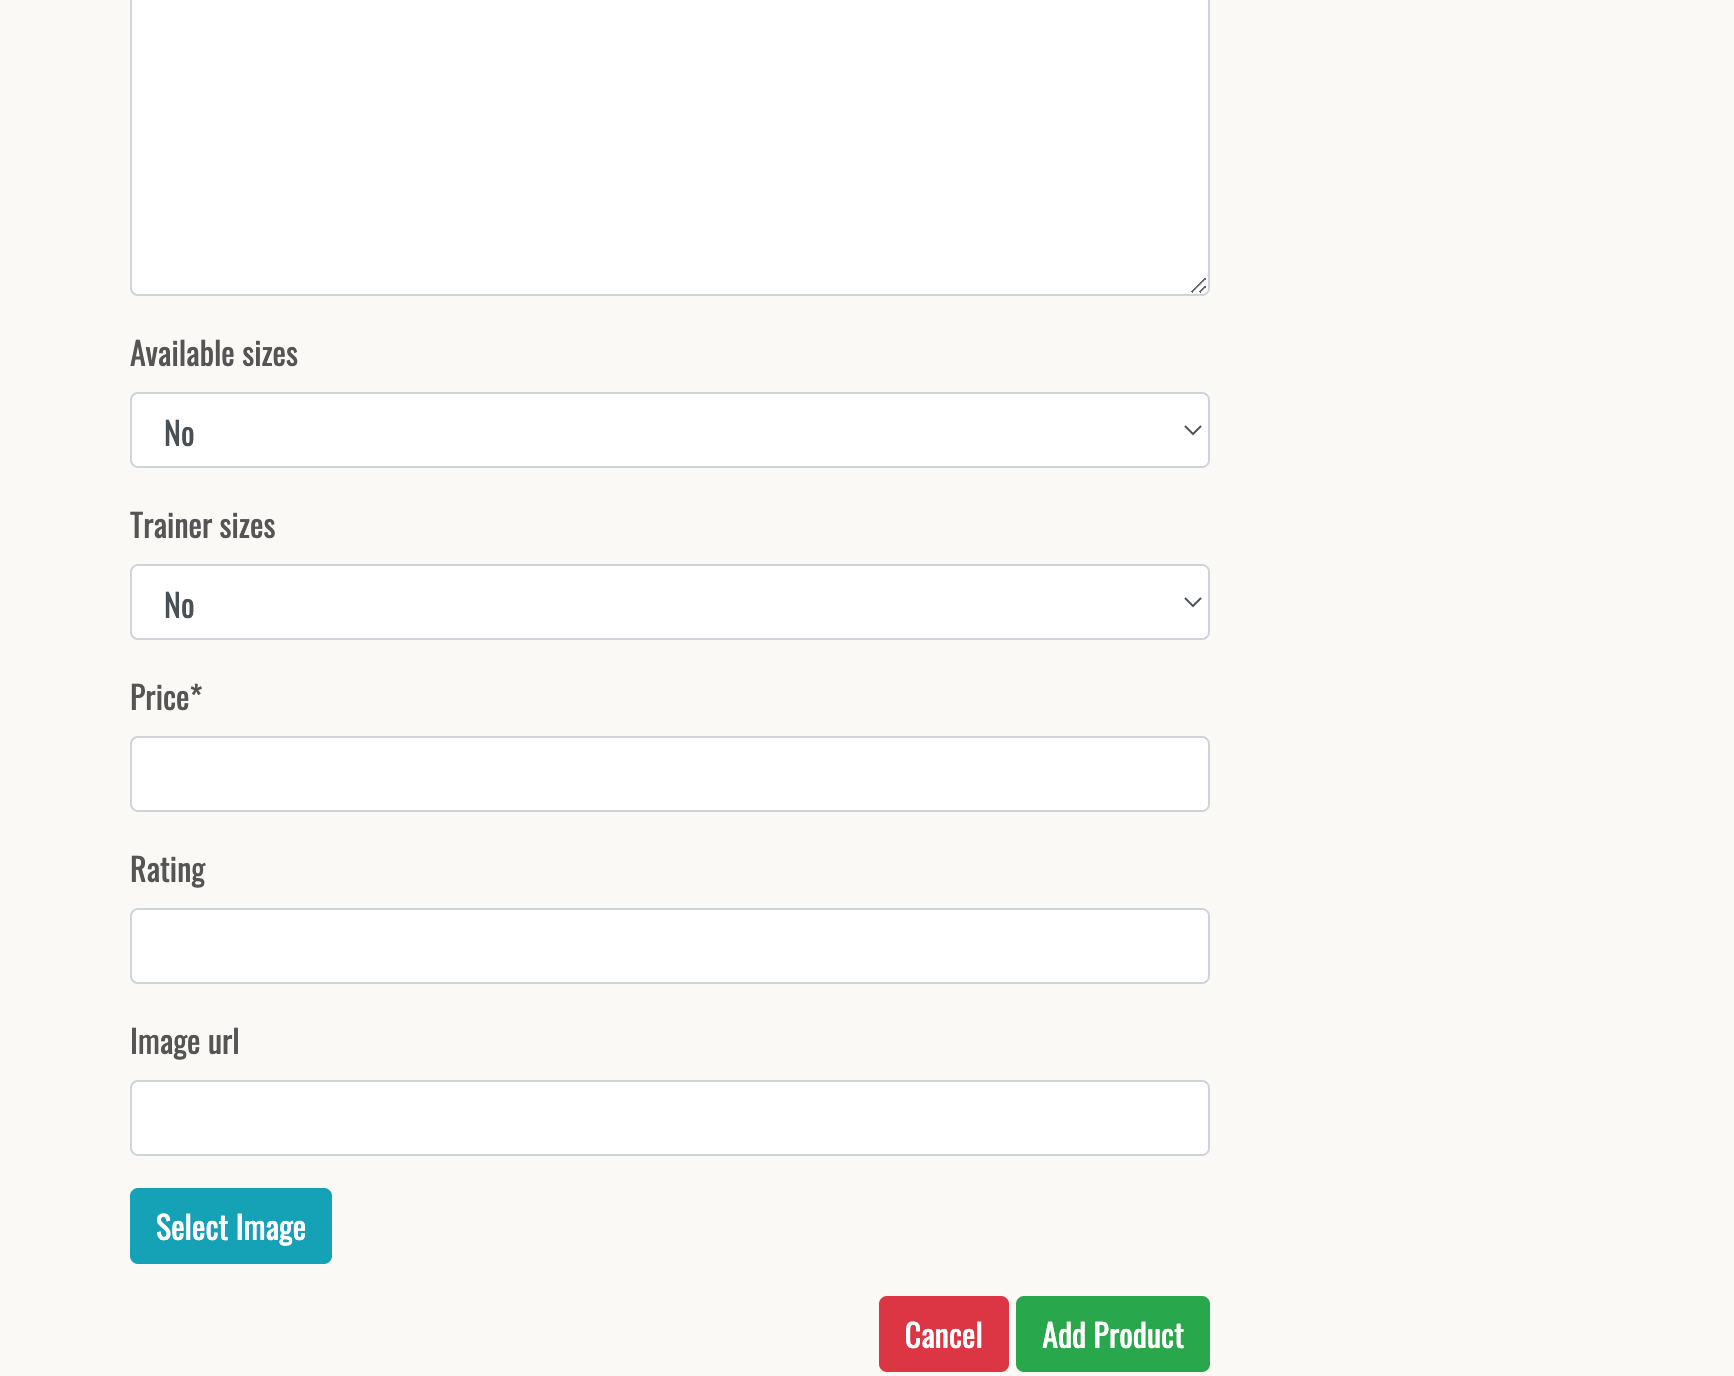 Available sizes
No
Trainer sizes
No
Price*
Rating
Image url
Select Image
Cancel Add Product